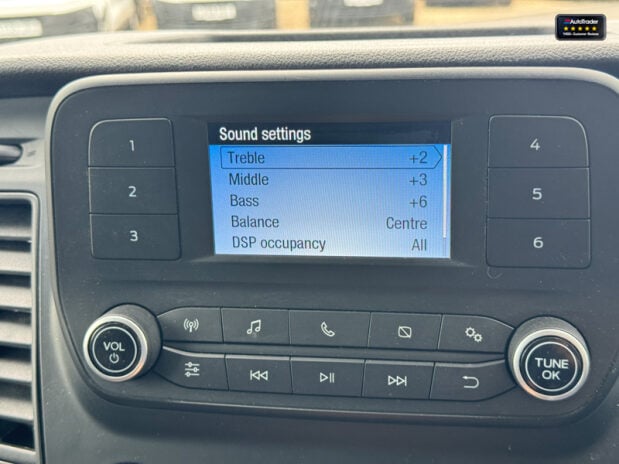 AutoTrader
Sound settings
Treble +2
Middle +3
Bass +6
Balance Centre
DSP occupancy All
1
2
3
4
5
6
VOL
TUNE
OK